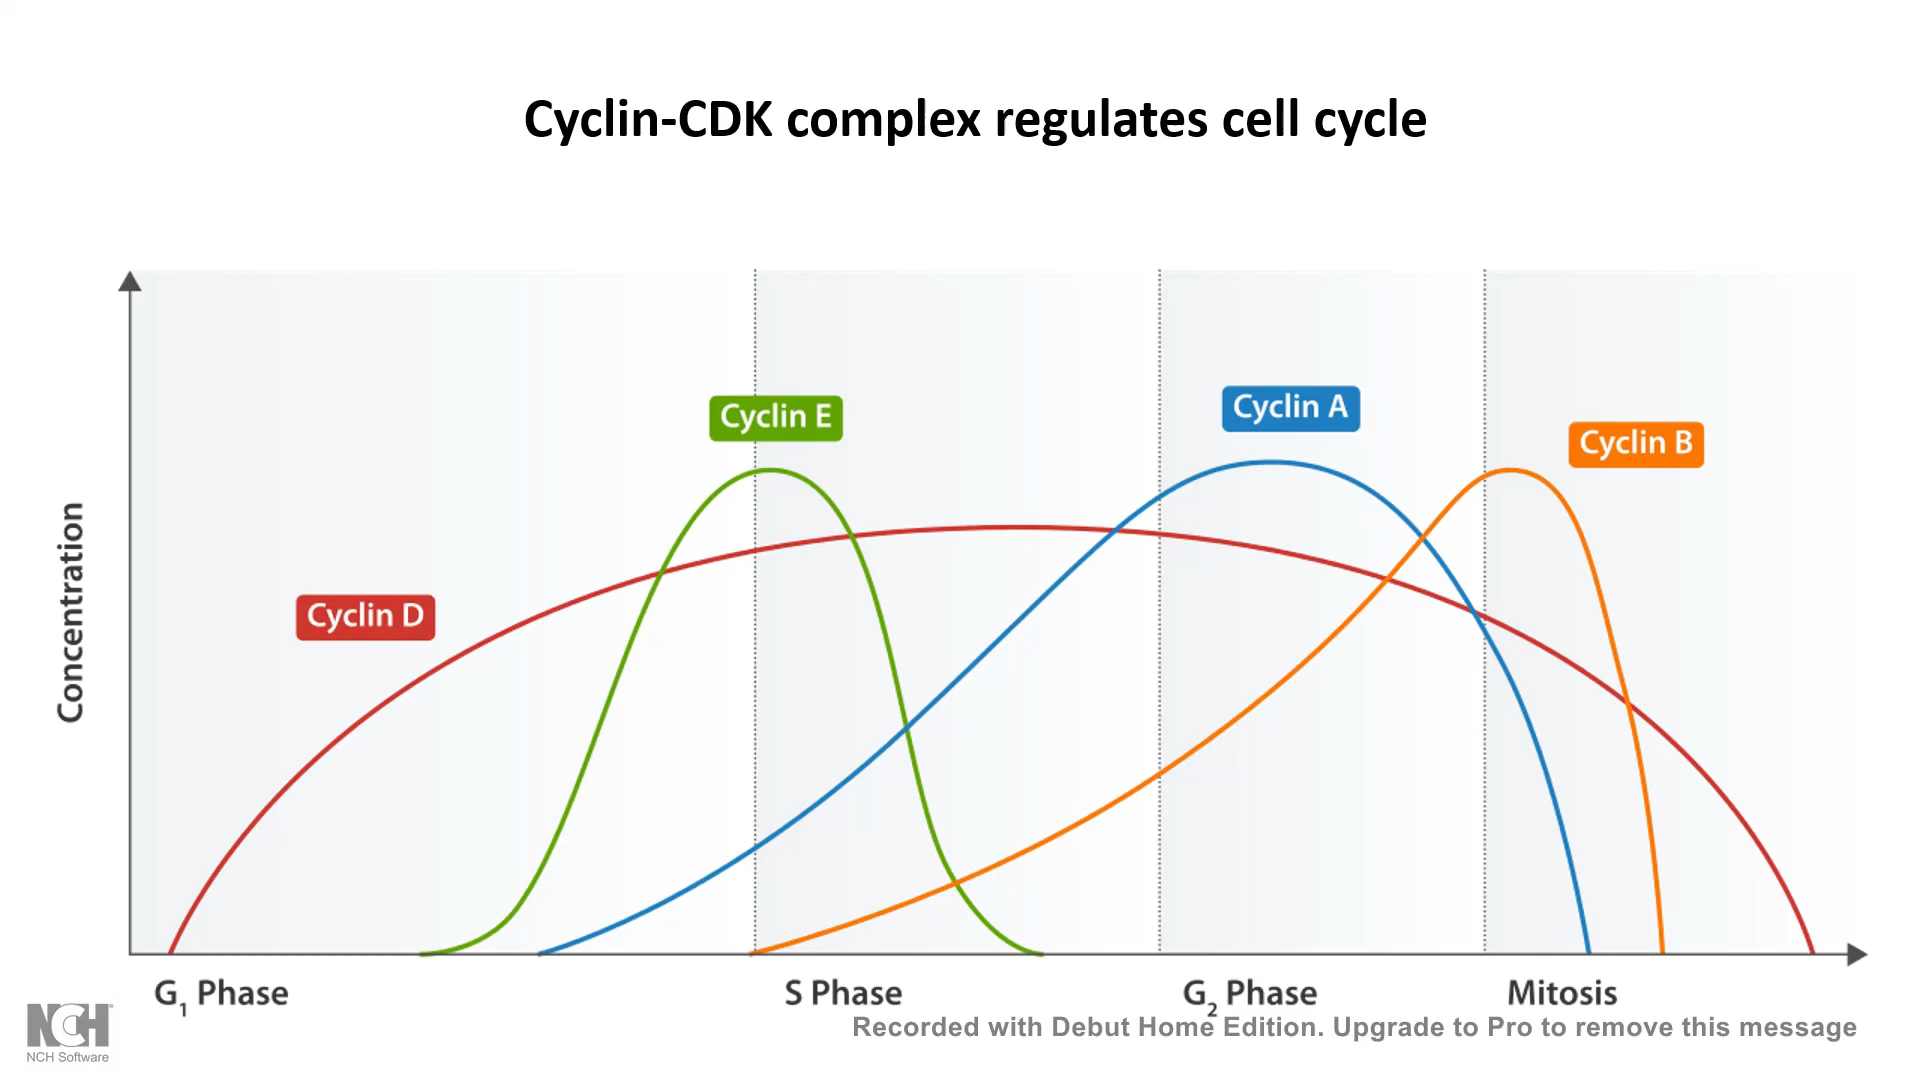 Cyclin-CDK complex regulates cell cycle
Cyclin E
Cyclin A
Cyclin B
Cyclin D
Concentration
G₁ Phase
S Phase
G₂ Phase
Mitosis
NCH
NCH Software
Recorded with Debut Home Edition. Upgrade to Pro to remove this message